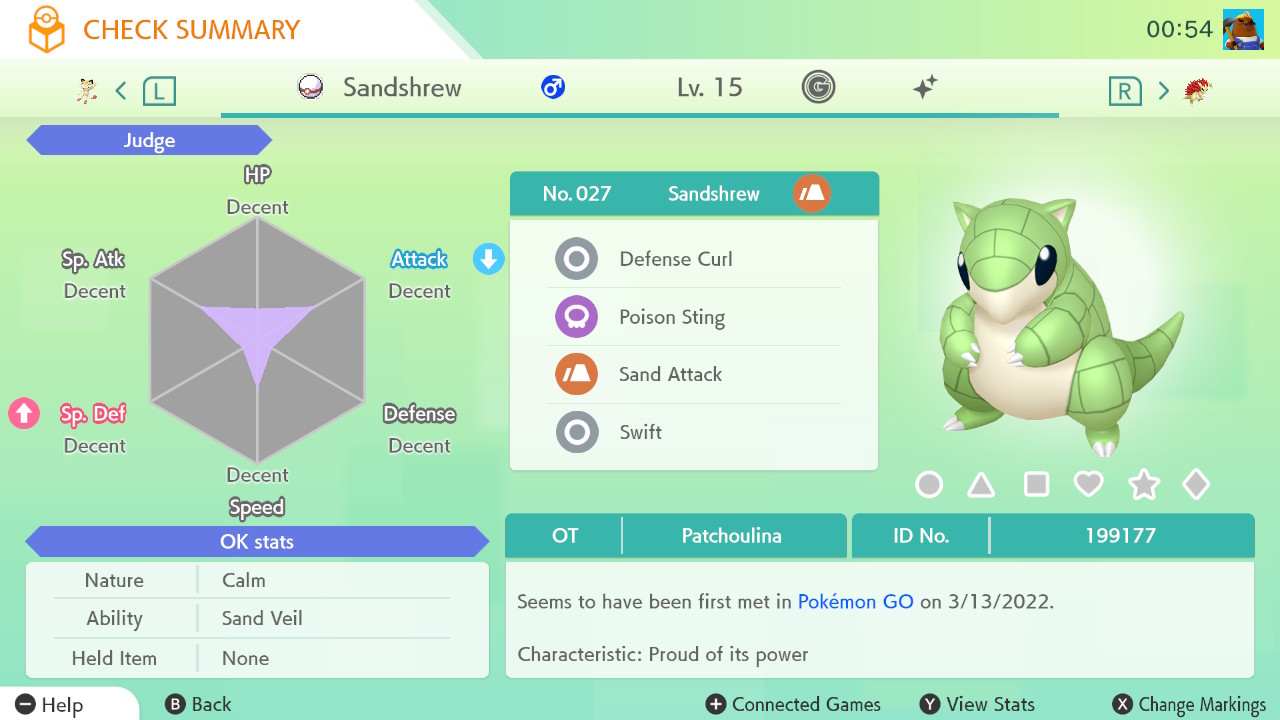 CHECK SUMMARY
00:54
L
Sandshrew
Lv. 15
G
R
Judge
HP
Decent
Sp. Atk
Decent
Attack
Decent
Sp. Def
Decent
Defense
Decent
Decent
Speed
OK stats
Nature Calm
Ability Sand Veil
Held Item None
No. 027 Sandshrew
Defense Curl
Poison Sting
Sand Attack
Swift
OT Patchoulina ID No. 199177
Seems to have been first met in Pokémon GO on 3/13/2022.
Characteristic: Proud of its power
Help
B Back
Connected Games
Y View Stats
X Change Markings